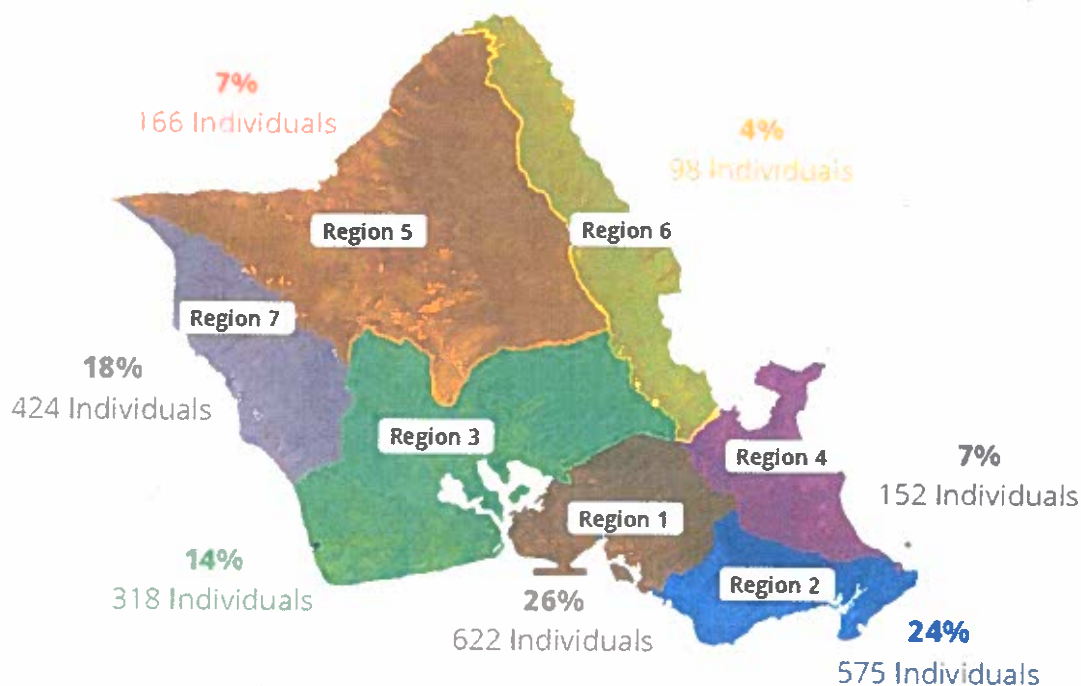 7%
166 Individuals
4%
98 Individuals
Region 5
Region 6
Region 7
18%
424 Individuals
Region 3
Region 4
7%
152 Individuals
Region 1
14%
318 Individuals
Region 2
26%
622 Individuals
24%
575 Individuals